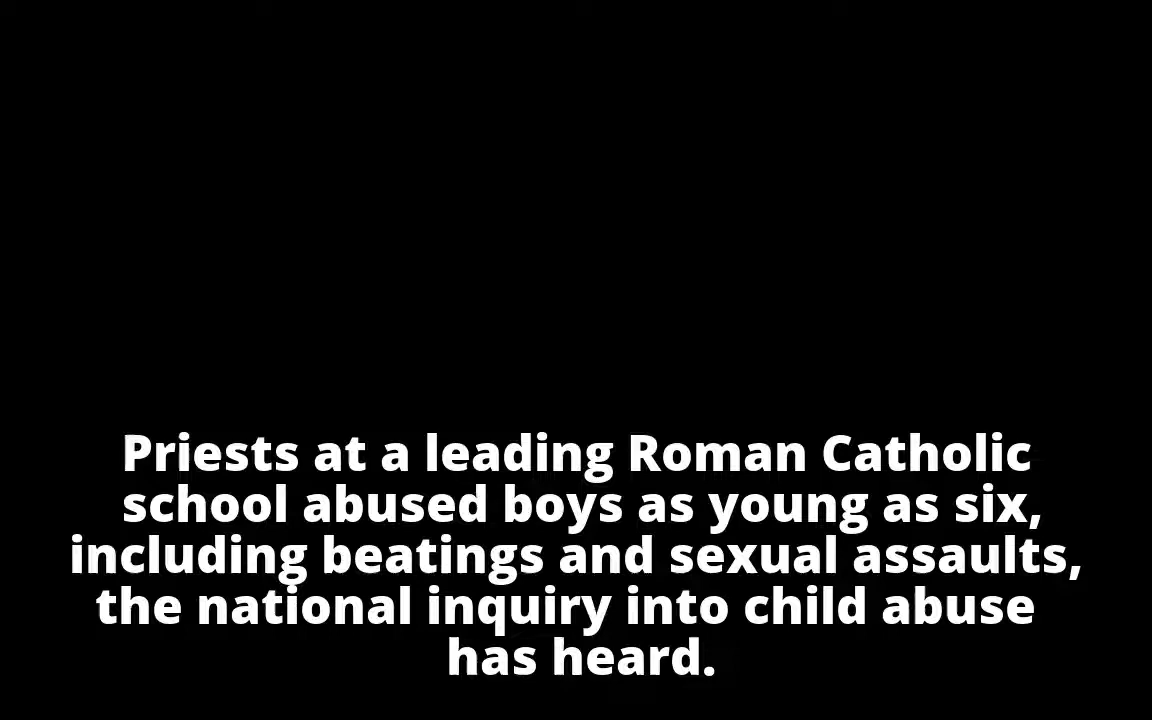 Priests at a leading Roman Catholic
school abused boys as young as six,
including beatings and sexual assaults,
the national inquiry into child abuse
has heard.